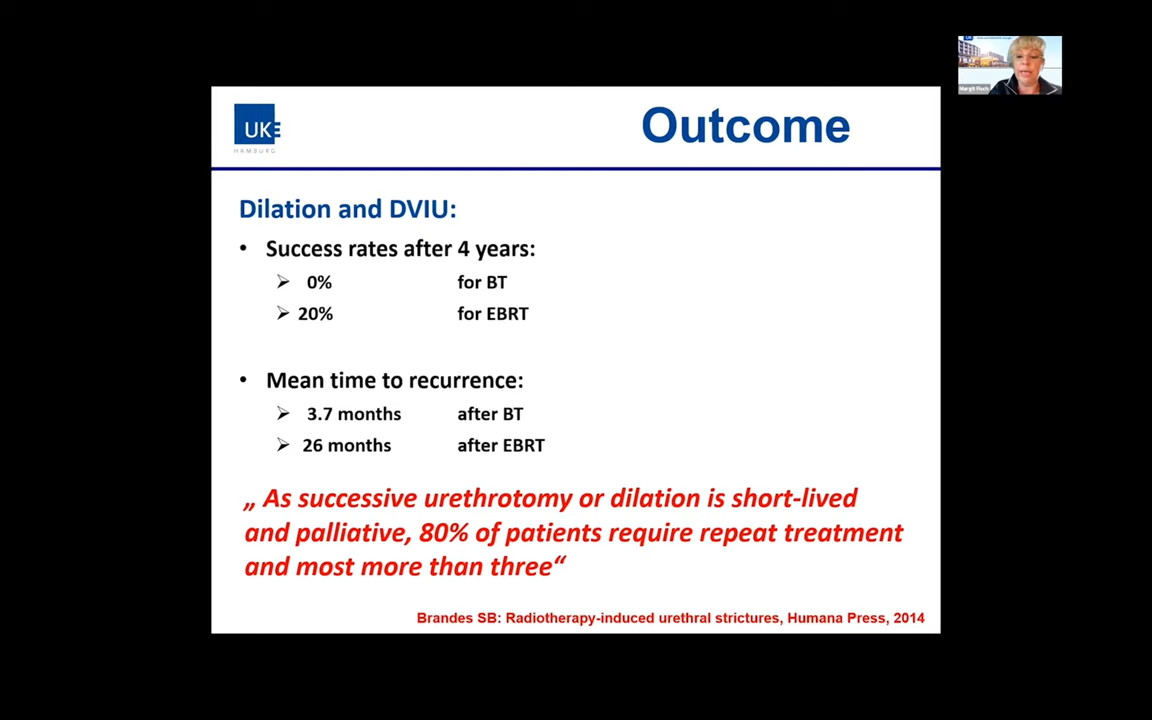 UKE
HAMBURG
Outcome
Margit Fisch
Dilation and DVIU:
• Success rates after 4 years:
➢ 0% for BT
➢ 20% for EBRT
• Mean time to recurrence:
➢ 3.7 months after BT
➢ 26 months after EBRT
„ As successive urethrotomy or dilation is short-lived
and palliative, 80% of patients require repeat treatment
and most more than three“
Brandes SB: Radiotherapy-induced urethral strictures, Humana Press, 2014